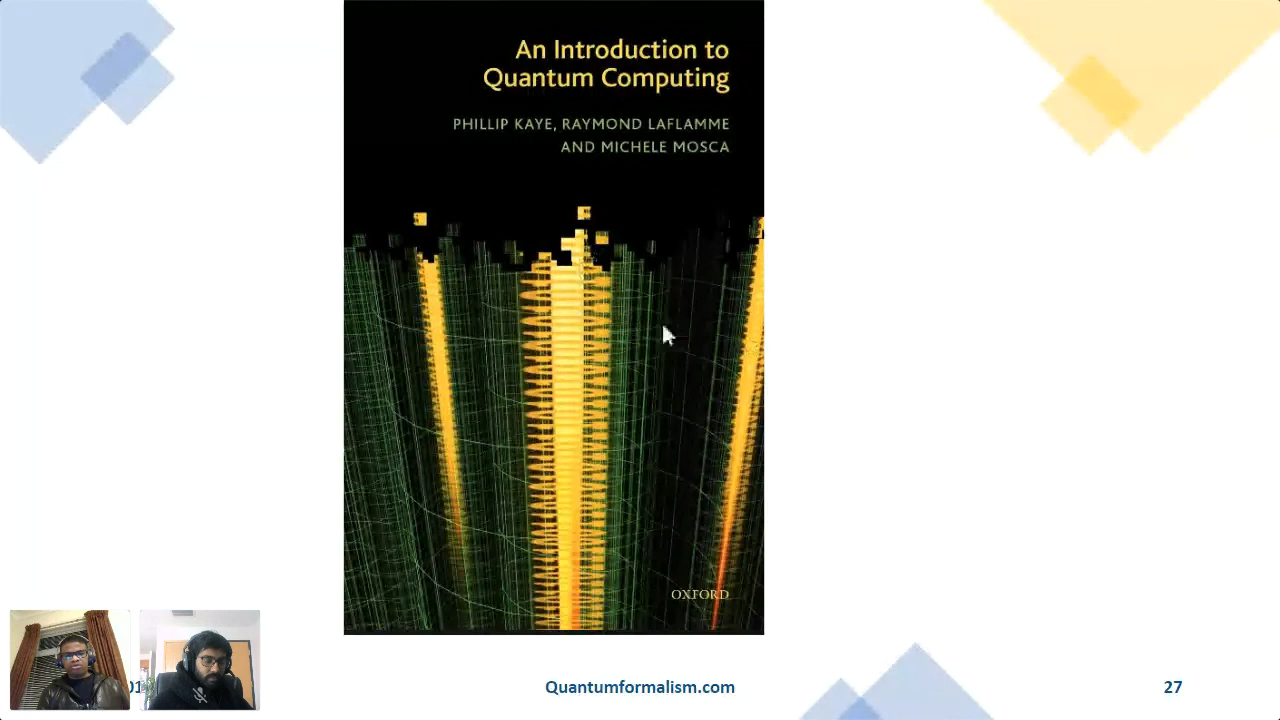 An Introduction to
Quantum Computing
PHILLIP KAYE, RAYMOND LAFLAMME
AND MICHELE MOSCA
OXFORD
Quantumformalism.com
27